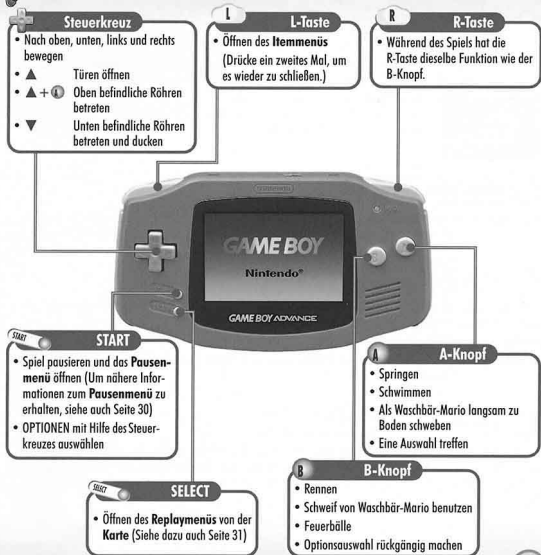 Steuerkreuz
• Nach oben, unten, links und rechts
bewegen
• ▲ Türen öffnen
• ▲ + A Oben befindliche Röhren
betreten
• ▼ Unten befindliche Röhren
betreten und ducken
L
L-Taste
• Öffnen des Itemmenüs
(Drücke ein zweites Mal, um
es wieder zu schließen.)
R
R-Taste
• Während des Spiels hat die
R-Taste dieselbe Funktion wie der
B-Knopf.
Nintendo
GAME BOY
Nintendo®
GAME BOY ADVANCE
START
START
• Spiel pausieren und das Pausen-
menü öffnen (Um nähere Infor-
mationen zum Pausenmenü zu
erhalten, siehe auch Seite 30)
• OPTIONEN mit Hilfe des Steuer-
kreuzes auswählen
SELECT
SELECT
• Öffnen des Replaymenüs von der
Karte (Siehe dazu auch Seite 31)
A
A-Knopf
• Springen
• Schwimmen
• Als Waschbär-Mario langsam zu
Boden schweben
• Eine Auswahl treffen
B
B-Knopf
• Rennen
• Schweif von Waschbär-Mario benutzen
• Feuerbälle
• Optionsauswahl rückgängig machen